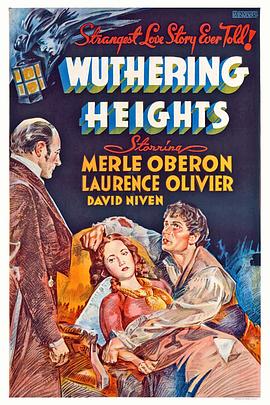 Strangest Love Story Ever Told!
WUTHERING
HEIGHTS
Starring
MERLE OBERON
LAURENCE OLIVIER
DAVID NIVEN